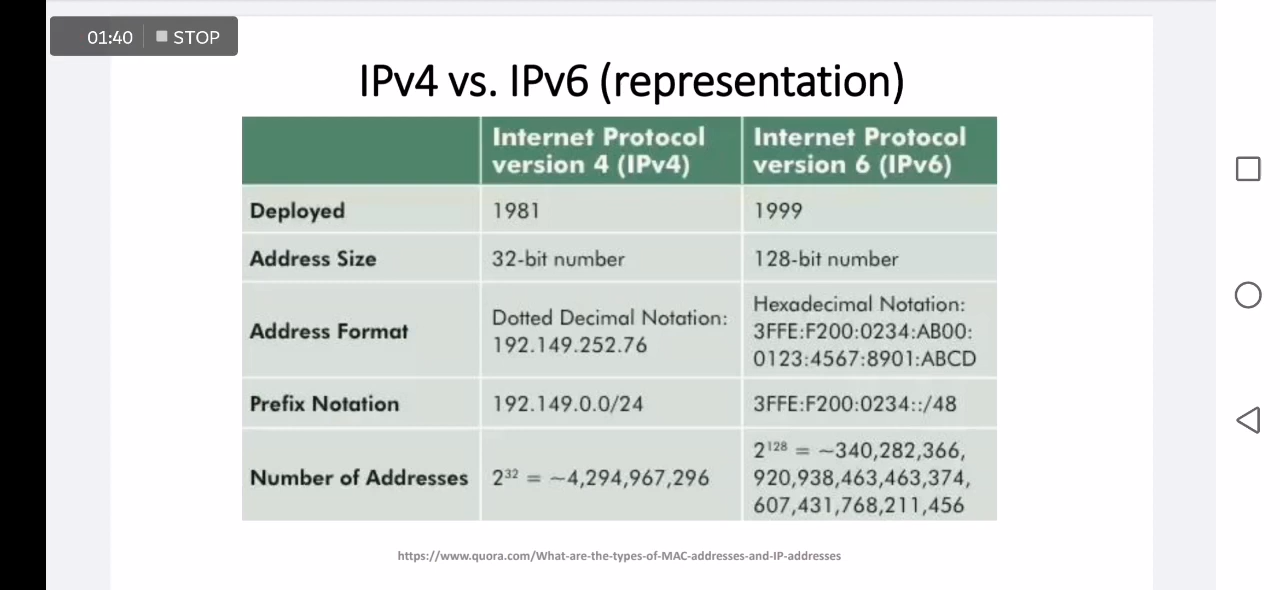 01:40 STOP
IPv4 vs. IPv6 (representation)
Internet Protocol version 4 (IPv4)
Internet Protocol version 6 (IPv6)
Deployed 1981 1999
Address Size 32-bit number 128-bit number
Address Format
Dotted Decimal Notation:
192.149.252.76
Hexadecimal Notation:
3FFE:F200:0234:AB00:
0123:4567:8901:ABCD
Prefix Notation 192.149.0.0/24 3FFE:F200:0234::/48
Number of Addresses 2³² = ~4,294,967,296
2¹²⁸ = ~340,282,366,
920,938,463,463,374,
607,431,768,211,456
https://www.quora.com/What-are-the-types-of-MAC-addresses-and-IP-addresses